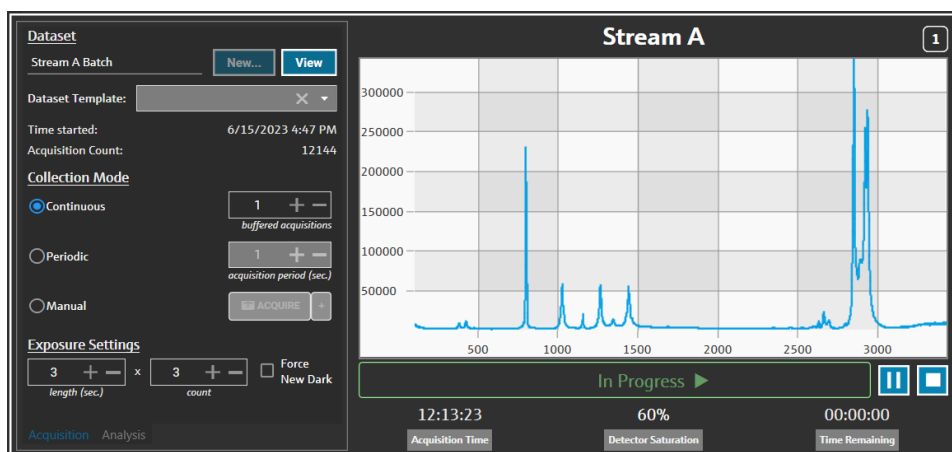 Dataset
Stream A Batch
New...
View
Dataset Template:
Time started:
6/15/2023 4:47 PM
Acquisition Count:
12144
Collection Mode
Continuous
1
buffered acquisitions
Periodic
1
acquisition period (sec.)
Manual
ACQUIRE
+
Exposure Settings
3
x
3
Force
New Dark
length (sec.)
count
Acquisition
Analysis
Stream A
1
300000
250000
200000
150000
100000
50000
500
1000
1500
2000
2500
3000
In Progress
12:13:23
60%
00:00:00
Acquisition Time
Detector Saturation
Time Remaining